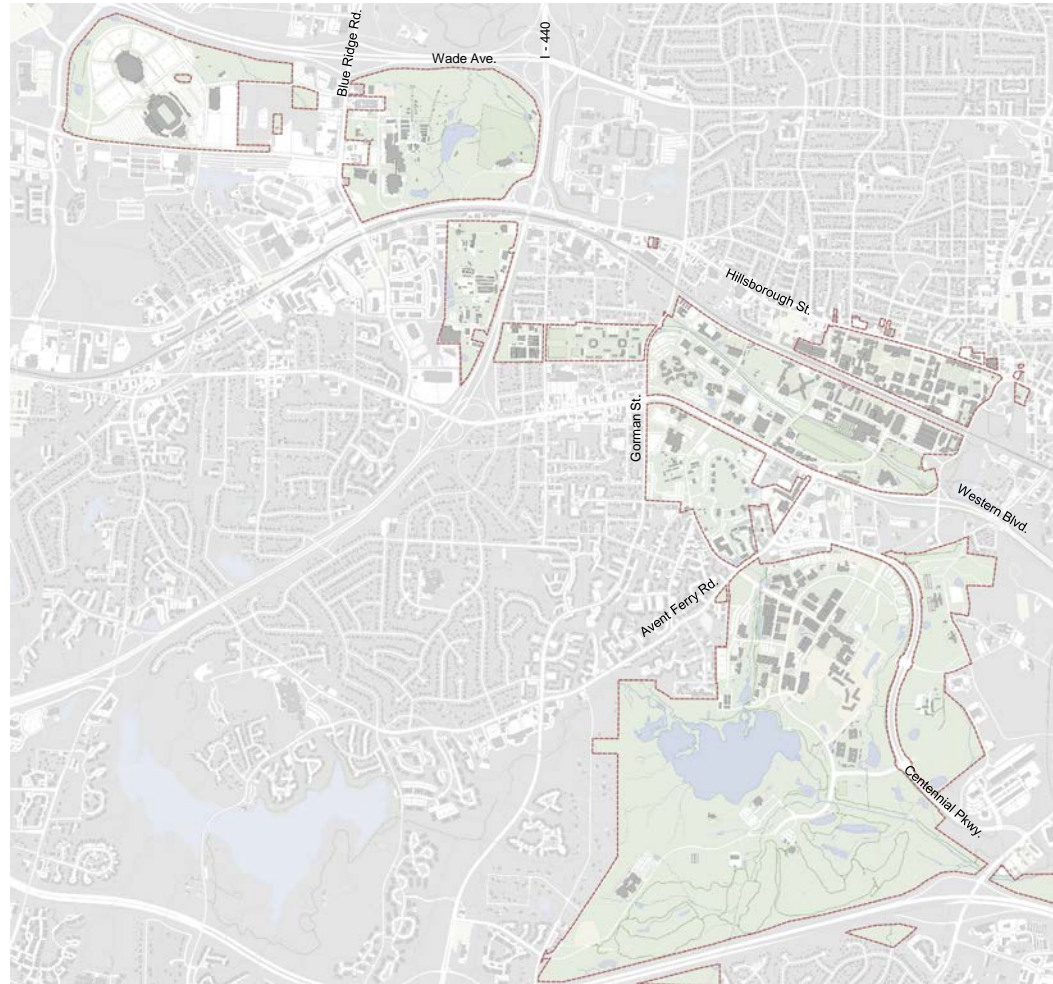 Blue Ridge Rd.
Wade Ave.
I - 440
Hillsborough St.
Gorman St.
Western Blvd.
Avent Ferry Rd.
Centennial Pkwy.